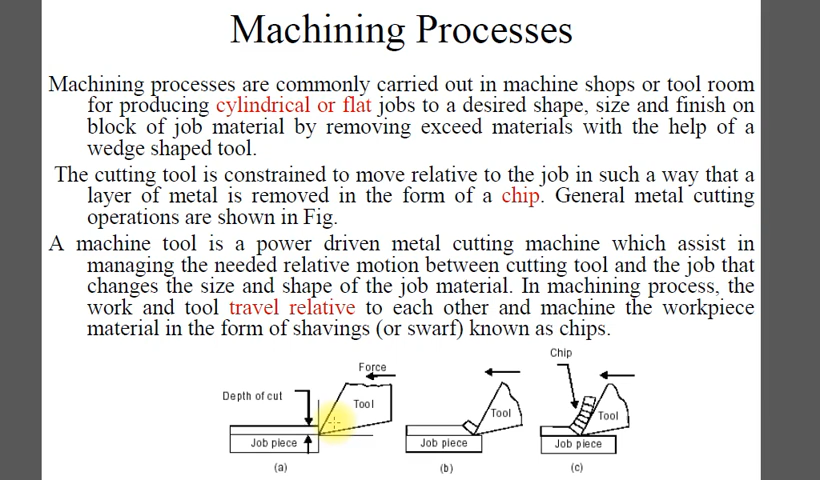 Machining Processes
Machining processes are commonly carried out in machine shops or tool room
for producing cylindrical or flat jobs to a desired shape, size and finish on
block of job material by removing exceed materials with the help of a
wedge shaped tool.
The cutting tool is constrained to move relative to the job in such a way that a
layer of metal is removed in the form of a chip. General metal cutting
operations are shown in Fig.
A machine tool is a power driven metal cutting machine which assist in
managing the needed relative motion between cutting tool and the job that
changes the size and shape of the job material. In machining process, the
work and tool travel relative to each other and machine the workpiece
material in the form of shavings (or swarf) known as chips.
Force
Depth of cut
Tool
Job piece
(a)
Tool
Job piece
(b)
Chip
Tool
Job piece
(c)